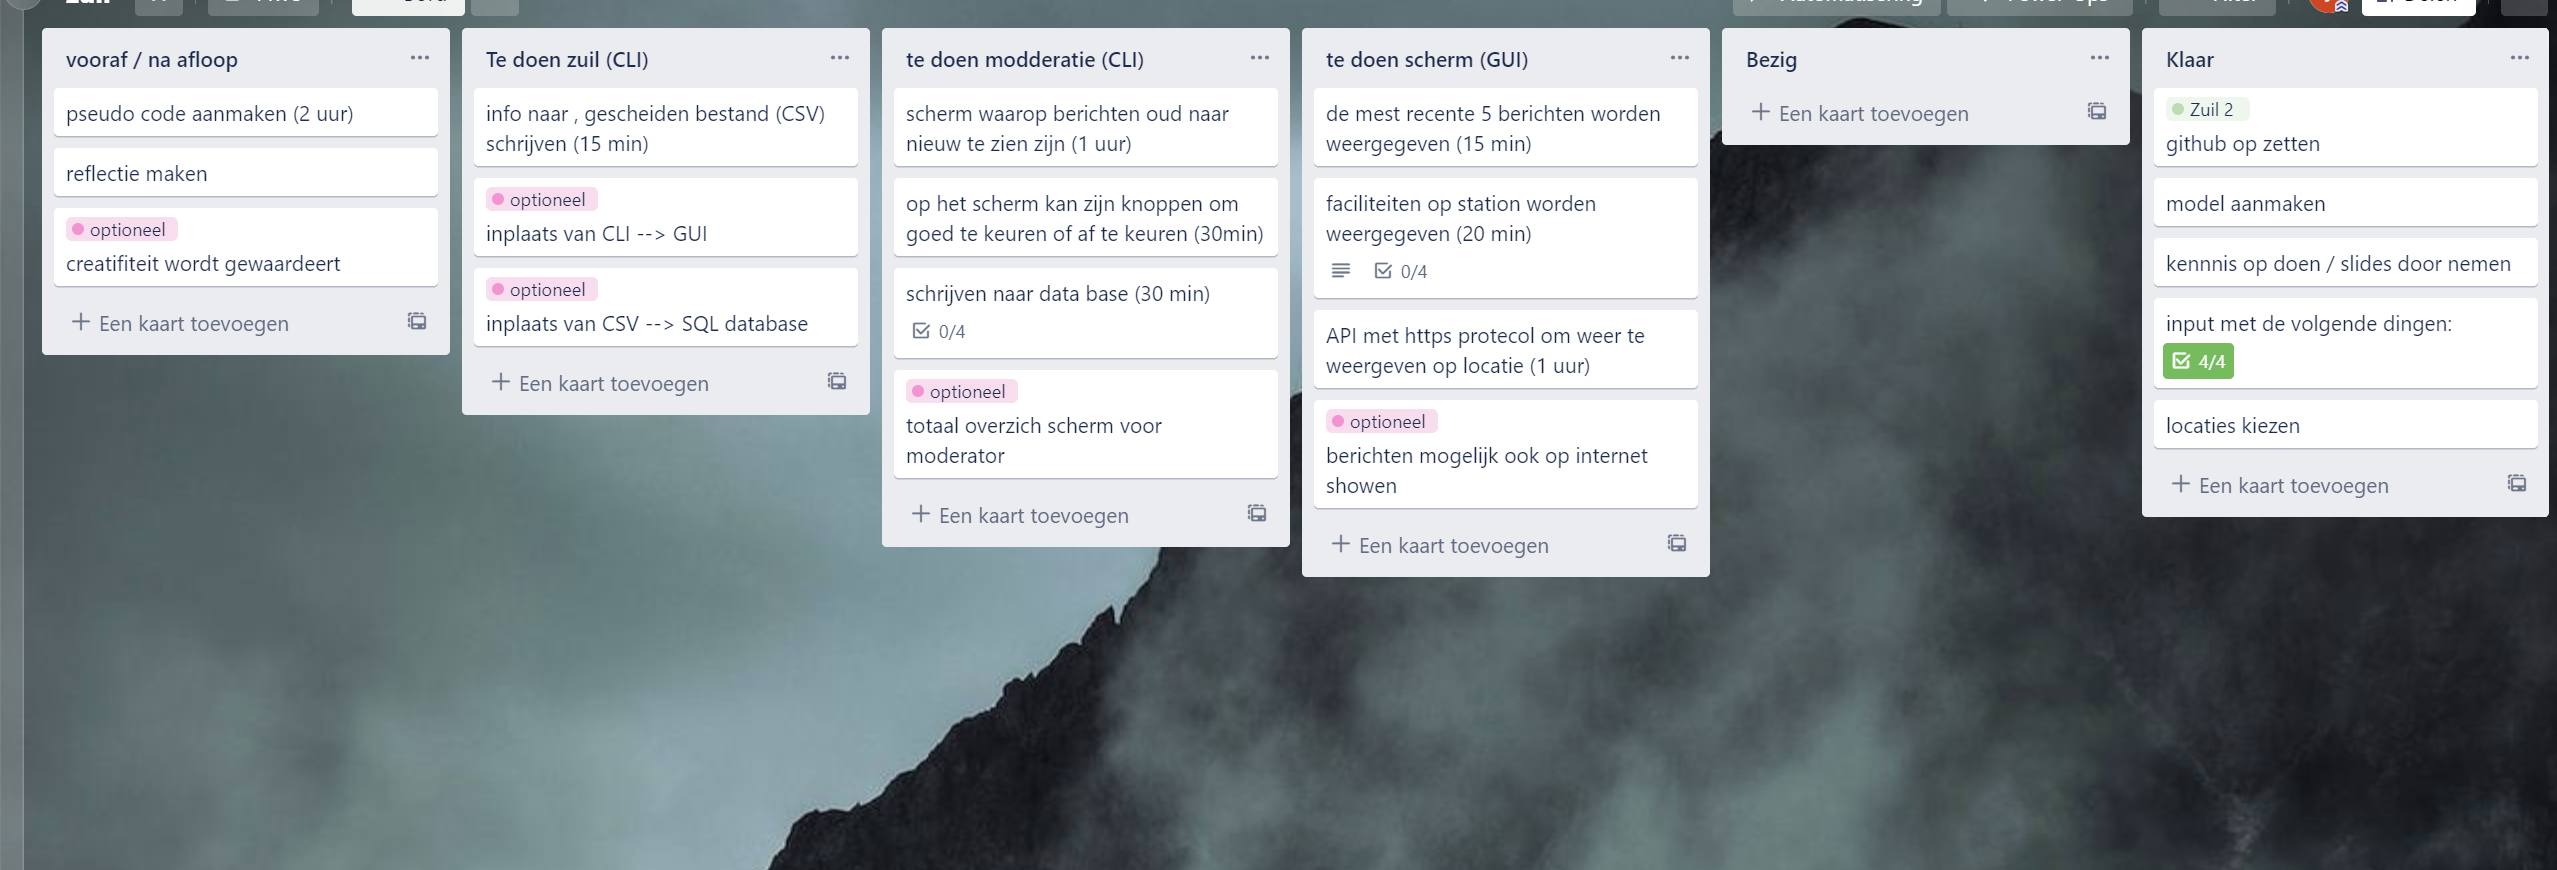 vooraf / na afloop
pseudo code aanmaken (2 uur)
reflectie maken
optioneel
creatifiteit wordt gewaardeert
Een kaart toevoegen
Te doen zuil (CLI)
info naar , gescheiden bestand (CSV)
schrijven (15 min)
optioneel
inplaats van CLI --> GUI
optioneel
inplaats van CSV --> SQL database
Een kaart toevoegen
te doen modderatie (CLI)
scherm waarop berichten oud naar
nieuw te zien zijn (1 uur)
op het scherm kan zijn knoppen om
goed te keuren of af te keuren (30min)
schrijven naar data base (30 min)
0/4
optioneel
totaal overzich scherm voor
moderator
Een kaart toevoegen
te doen scherm (GUI)
de mest recente 5 berichten worden
weergegeven (15 min)
faciliteiten op station worden
weergegeven (20 min)
0/4
API met https protecol om weer te
weergeven op locatie (1 uur)
optioneel
berichten mogelijk ook op internet
showen
Een kaart toevoegen
Bezig
Een kaart toevoegen
Klaar
Zuil 2
github op zetten
model aanmaken
kennnis op doen / slides door nemen
input met de volgende dingen:
4/4
locaties kiezen
Een kaart toevoegen